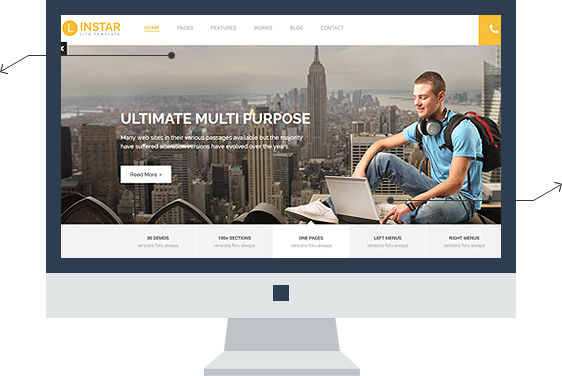 L INSTAR
SITE TEMPLATE
HOME PAGES FEATURES WORKS BLOG CONTACT
ULTIMATE MULTI PURPOSE
Many web sites in their various passages available but the majority
have suffered alteration versions have evolved over the years.
Read More >
30 DEMOS 100+ SECTIONS ONE PAGES LEFT MENUS RIGHT MENUS
versions foru always versions foru always versions foru always versions foru always versions foru always